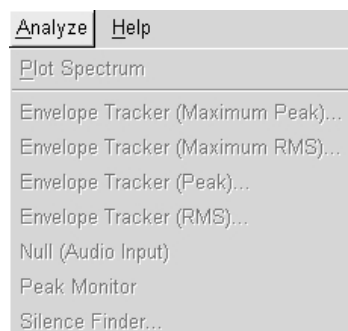 Analyze Help
Plot Spectrum
Envelope Tracker (Maximum Peak)...
Envelope Tracker (Maximum RMS)...
Envelope Tracker (Peak)...
Envelope Tracker (RMS)...
Null (Audio Input)
Peak Monitor
Silence Finder...